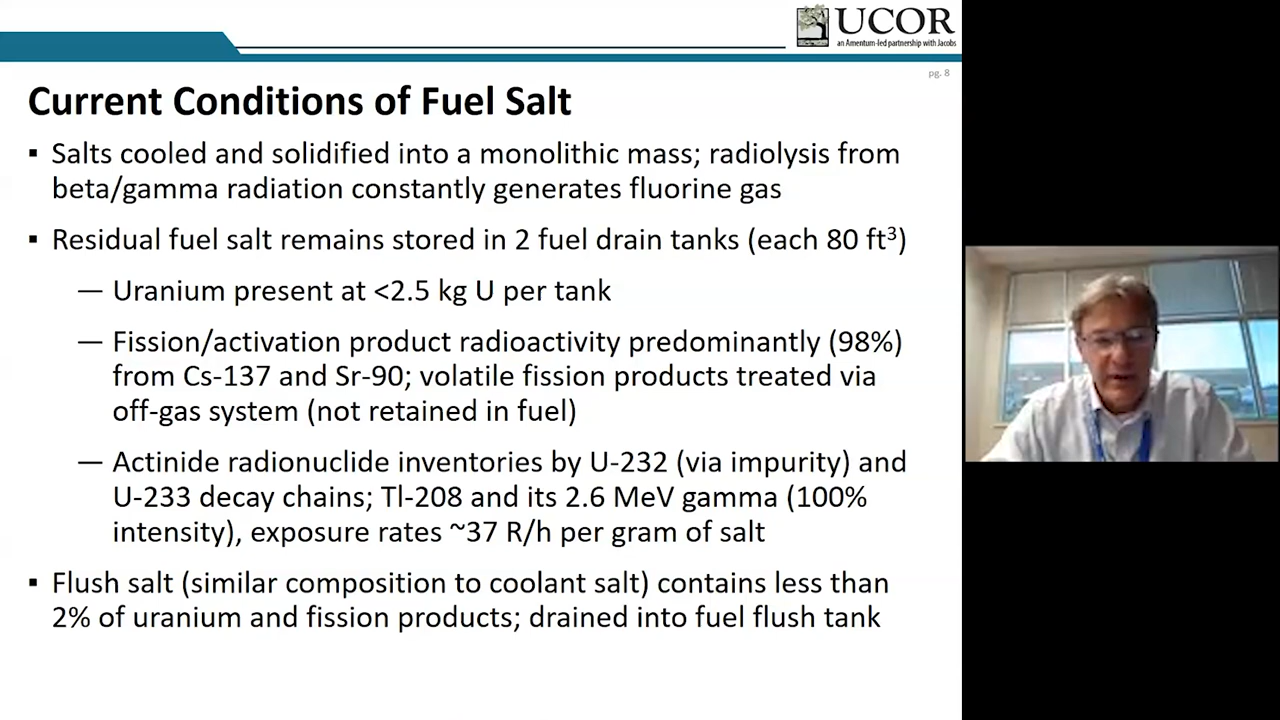 UCOR
an Amentum-led partnership with Jacobs
pg. 8
Current Conditions of Fuel Salt
▪ Salts cooled and solidified into a monolithic mass; radiolysis from
beta/gamma radiation constantly generates fluorine gas
▪ Residual fuel salt remains stored in 2 fuel drain tanks (each 80 ft³)
— Uranium present at <2.5 kg U per tank
— Fission/activation product radioactivity predominantly (98%)
from Cs-137 and Sr-90; volatile fission products treated via
off-gas system (not retained in fuel)
— Actinide radionuclide inventories by U-232 (via impurity) and
U-233 decay chains; Tl-208 and its 2.6 MeV gamma (100%
intensity), exposure rates ~37 R/h per gram of salt
▪ Flush salt (similar composition to coolant salt) contains less than
2% of uranium and fission products; drained into fuel flush tank